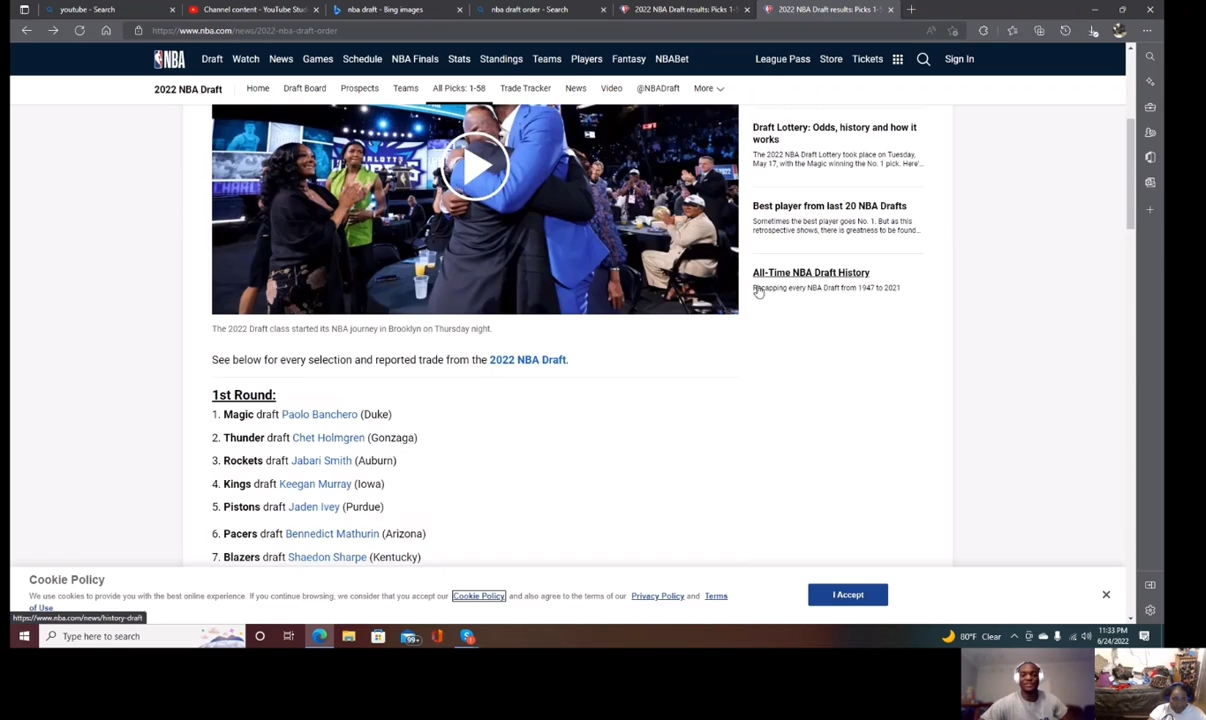 youtube - Search
Channel content - YouTube Stud
nba draft - Bing images
nba draft order - Search
2022 NBA Draft results: Picks 1-5
2022 NBA Draft results: Picks 1-5
https://www.nba.com/news/2022-nba-draft-order
NBA
Draft Watch News Games Schedule NBA Finals Stats Standings Teams Players Fantasy NBABet League Pass Store Tickets Sign In
2022 NBA Draft Home Draft Board Prospects Teams All Picks: 1-58 Trade Tracker News Video @NBADraft More
Draft Lottery: Odds, history and how it
works
The 2022 NBA Draft Lottery took place on Tuesday,
May 17, with the Magic winning the No. 1 pick. Here'...
Best player from last 20 NBA Drafts
Sometimes the best player goes No. 1. But as this
retrospective shows, there is greatness to be found...
All-Time NBA Draft History
Recapping every NBA Draft from 1947 to 2021
The 2022 Draft class started its NBA journey in Brooklyn on Thursday night.
See below for every selection and reported trade from the 2022 NBA Draft.
1st Round:
1. Magic draft Paolo Banchero (Duke)
2. Thunder draft Chet Holmgren (Gonzaga)
3. Rockets draft Jabari Smith (Auburn)
4. Kings draft Keegan Murray (Iowa)
5. Pistons draft Jaden Ivey (Purdue)
6. Pacers draft Bennedict Mathurin (Arizona)
7. Blazers draft Shaedon Sharpe (Kentucky)
Cookie Policy
We use cookies to provide you with the best online experience. If you continue browsing, we consider that you accept our Cookie Policy, and also agree to the terms of our Privacy Policy and Terms
of Use
I Accept
https://www.nba.com/news/history-draft
Type here to search
99+
80°F Clear
11:33 PM
6/24/2022